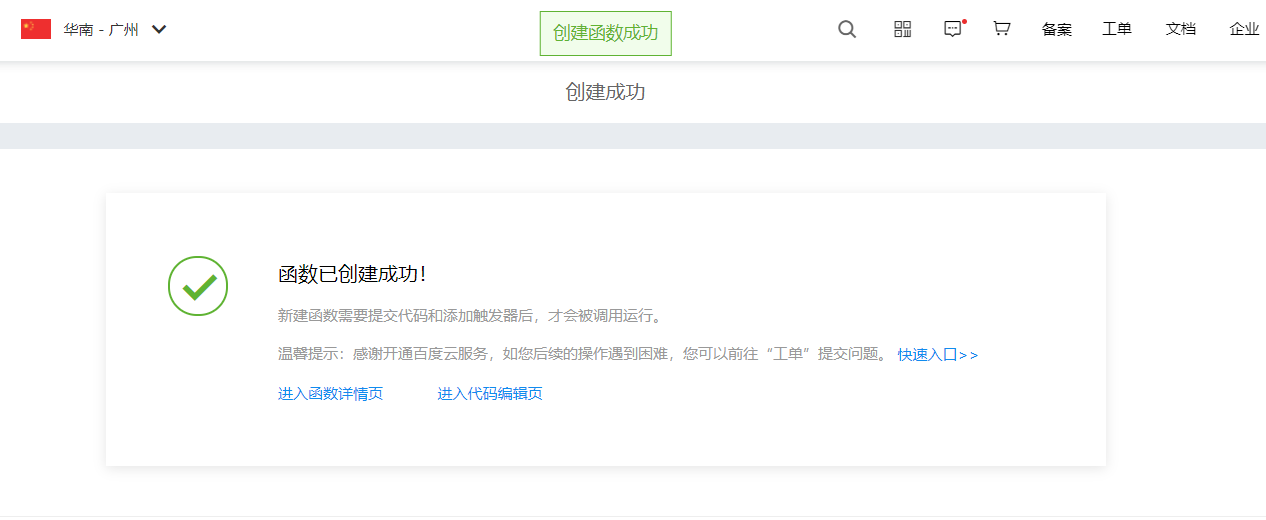 华南 - 广州
创建函数成功
备案 工单 文档 企业
创建成功
函数已创建成功！
新建函数需要提交代码和添加触发器后，才会被调用运行。
温馨提示：感谢开通百度云服务，如您后续的操作遇到困难，您可以前往“工单”提交问题。 快速入口>>
进入函数详情页 进入代码编辑页